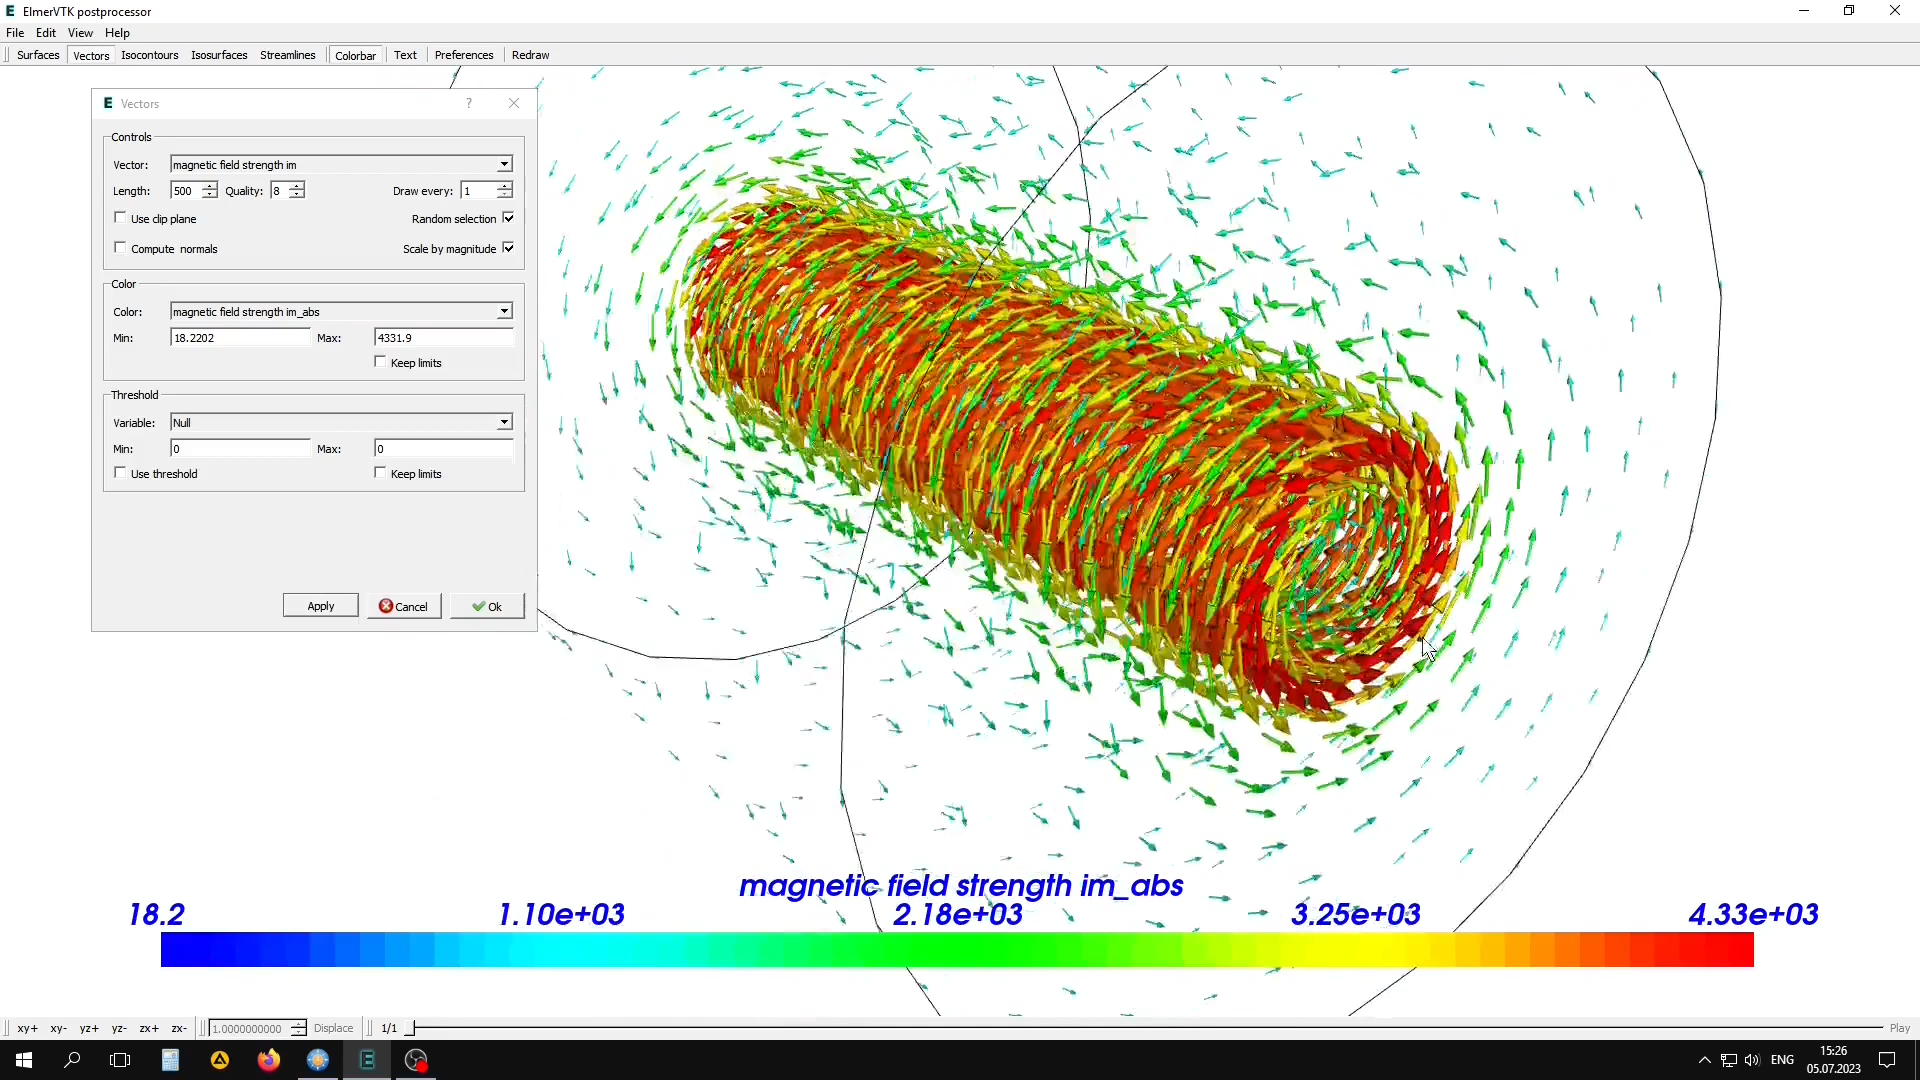 ElmerVTK postprocessor
File Edit View Help
Surfaces Vectors Isocontours Isosurfaces Streamlines Colorbar Text Preferences Redraw
Vectors ?
Controls
Vector: magnetic field strength im
Length: 500 Quality: 8 Draw every: 1
Use clip plane Random selection
Compute normals Scale by magnitude
Color
Color: magnetic field strength im_abs
Min: 18.2202 Max: 4331.9
Keep limits
Threshold
Variable: Null
Min: 0 Max: 0
Use threshold Keep limits
Apply Cancel Ok
magnetic field strength im_abs
18.2 1.10e+03 2.18e+03 3.25e+03 4.33e+03
xy+ xy- yz+ yz- zx+ zx- 1.0000000000 Displace 1/1 Play
ENG
15:26
05.07.2023